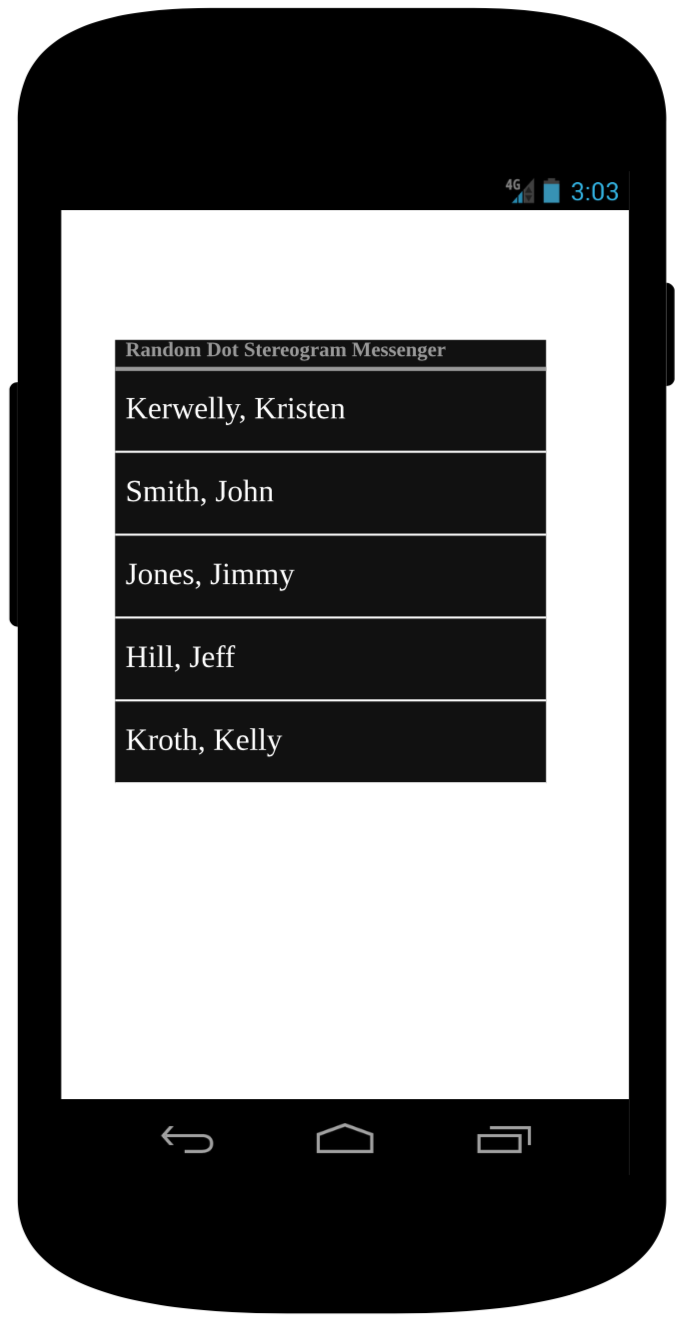 4G 3:03
Random Dot Stereogram Messenger
Kerwelly, Kristen
Smith, John
Jones, Jimmy
Hill, Jeff
Kroth, Kelly